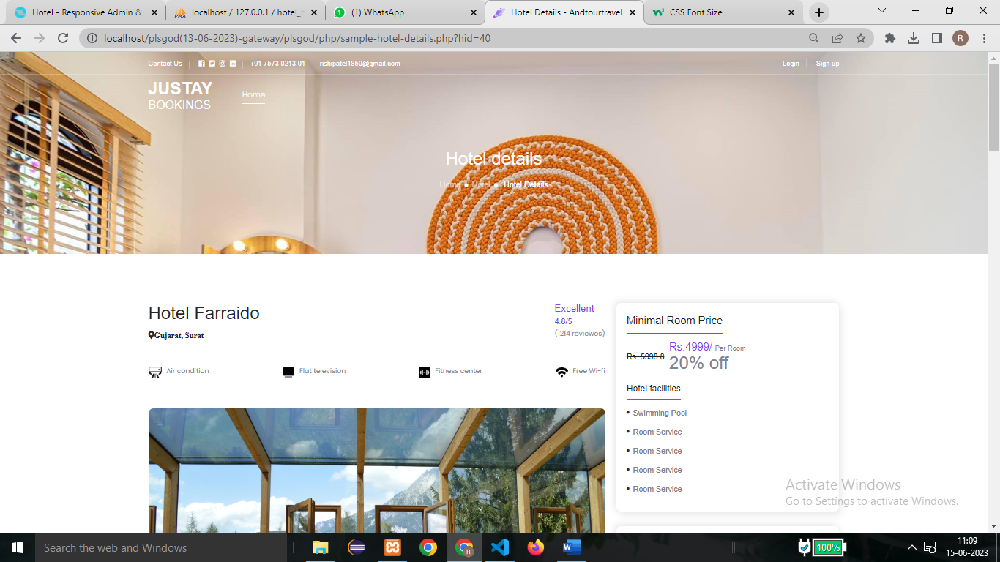 Hotel - Responsive Admin &
localhost / 127.0.0.1 / hotel_b
(1) WhatsApp
Hotel Details - Andtourtravel
CSS Font Size
localhost/plsgod(13-06-2023)-gateway/plsgod/php/sample-hotel-details.php?hid=40
R
Contact Us
+91 7573 0213 01
rishipatel1850@gmail.com
Login
Sign up
JUSTAY
BOOKINGS
Home
Hotel details
Home
Hotel
Hotel Details
Hotel Farraido
Gujarat, Surat
Excellent
4.8/5
(1214 reviewes)
Air condition
Flat television
Fitness center
Free Wi-fi
Minimal Room Price
Rs. 5998.8
Rs.4999/ Per Room
20% off
Hotel facilities
Swimming Pool
Room Service
Room Service
Room Service
Room Service
Activate Windows
Go to Settings to activate Windows.
Search the web and Windows
100%
11:09
15-06-2023